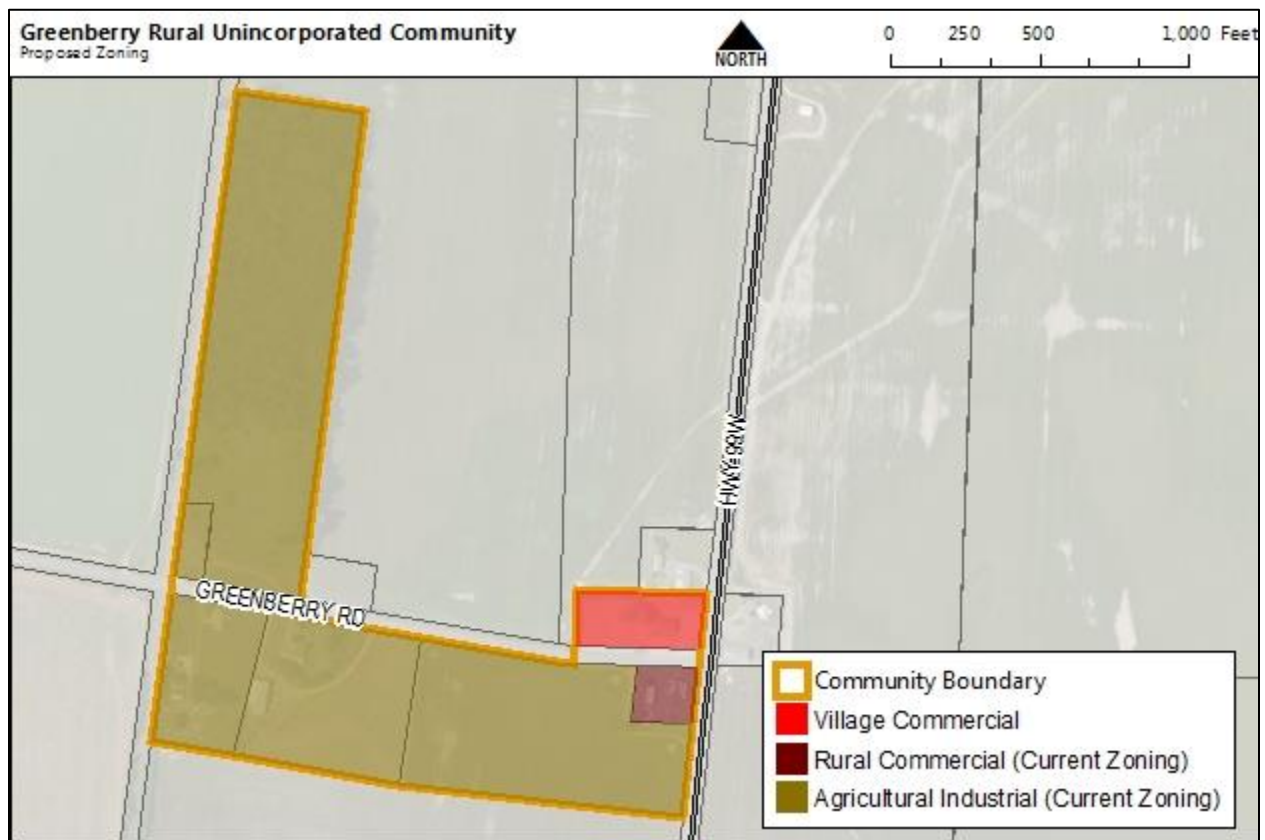 Greenberry Rural Unincorporated Community
Proposed Zoning
NORTH
0 250 500 1,000 Feet
HWY 99W
GREENBERRY RD
Community Boundary
Village Commercial
Rural Commercial (Current Zoning)
Agricultural Industrial (Current Zoning)